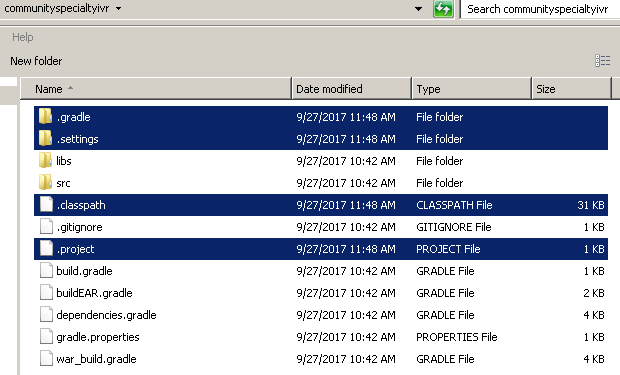 communityspecialtyivr
Search communityspecialtyivr
Help
New folder
Name Date modified Type Size
.gradle 9/27/2017 11:48 AM File folder
.settings 9/27/2017 11:48 AM File folder
libs 9/27/2017 10:42 AM File folder
src 9/27/2017 10:42 AM File folder
.classpath 9/27/2017 11:48 AM CLASSPATH File 31 KB
.gitignore 9/27/2017 10:42 AM GITIGNORE File 1 KB
.project 9/27/2017 11:48 AM PROJECT File 1 KB
build.gradle 9/27/2017 10:42 AM GRADLE File 1 KB
buildEAR.gradle 9/27/2017 10:42 AM GRADLE File 2 KB
dependencies.gradle 9/27/2017 10:42 AM GRADLE File 4 KB
gradle.properties 9/27/2017 10:42 AM PROPERTIES File 1 KB
war_build.gradle 9/27/2017 10:42 AM GRADLE File 4 KB